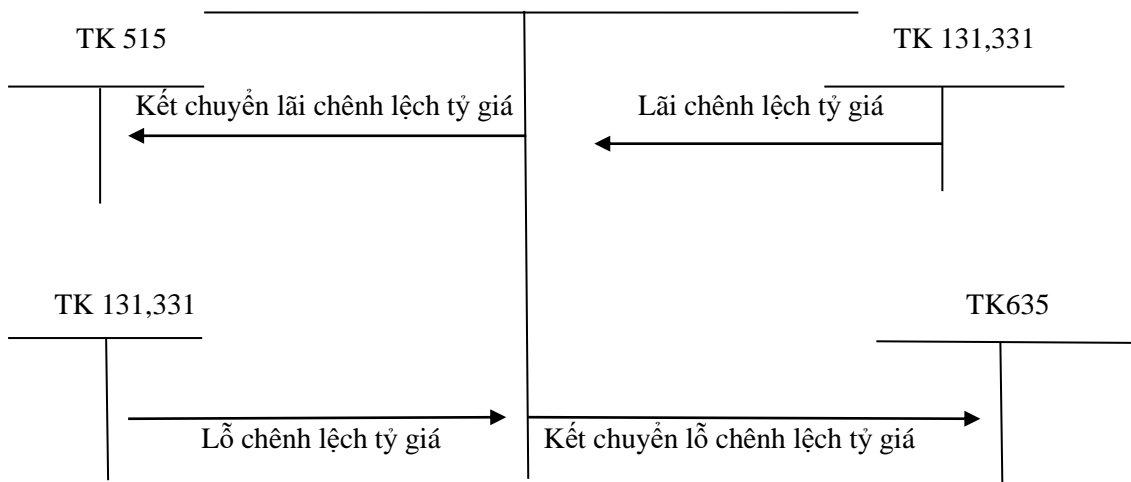 TK 515
TK 131,331
Kết chuyển lãi chênh lệch tỷ giá
Lãi chênh lệch tỷ giá
TK 131,331
TK635
Lỗ chênh lệch tỷ giá
Kết chuyển lỗ chênh lệch tỷ giá